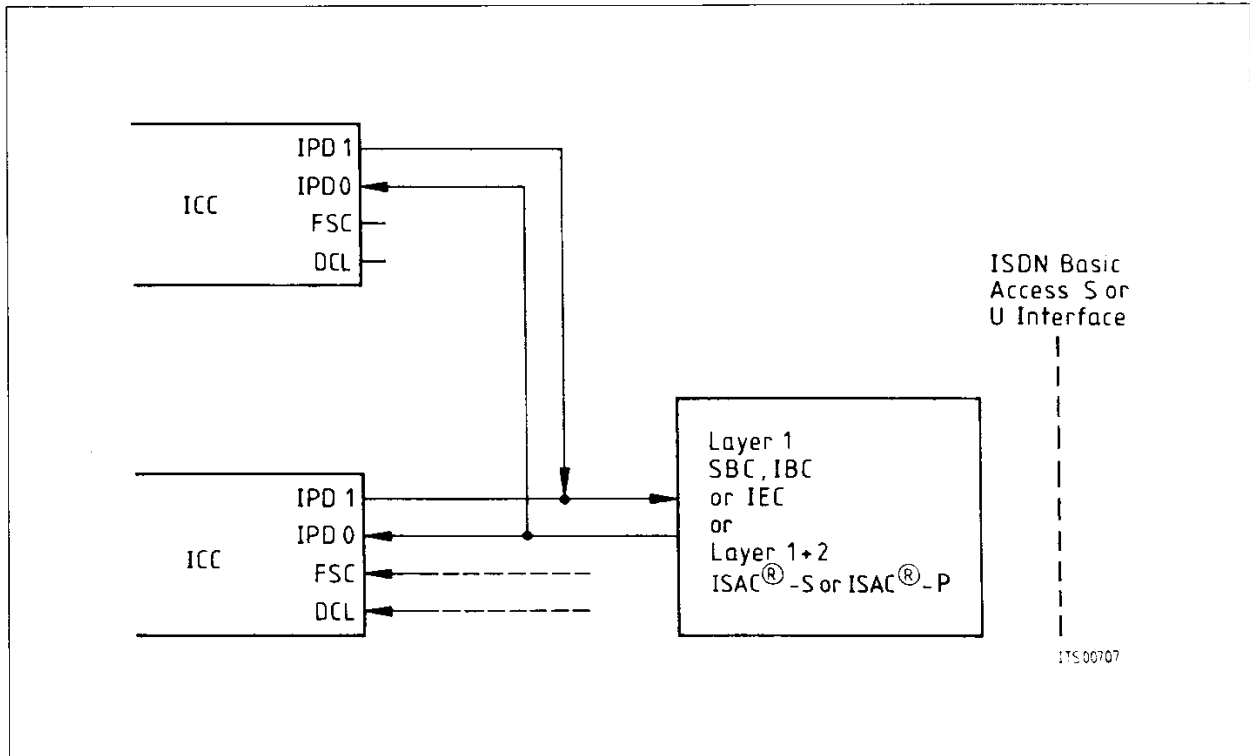 IPD 1
IPD 0
ICC
FSC
DCL
ISDN Basic
Access S or
U Interface
Layer 1
SBC, IBC
or IEC
or
Layer 1+2
ISAC®-S or ISAC®-P
IPD 1
IPD 0
ICC
FSC
DCL
ITS00707